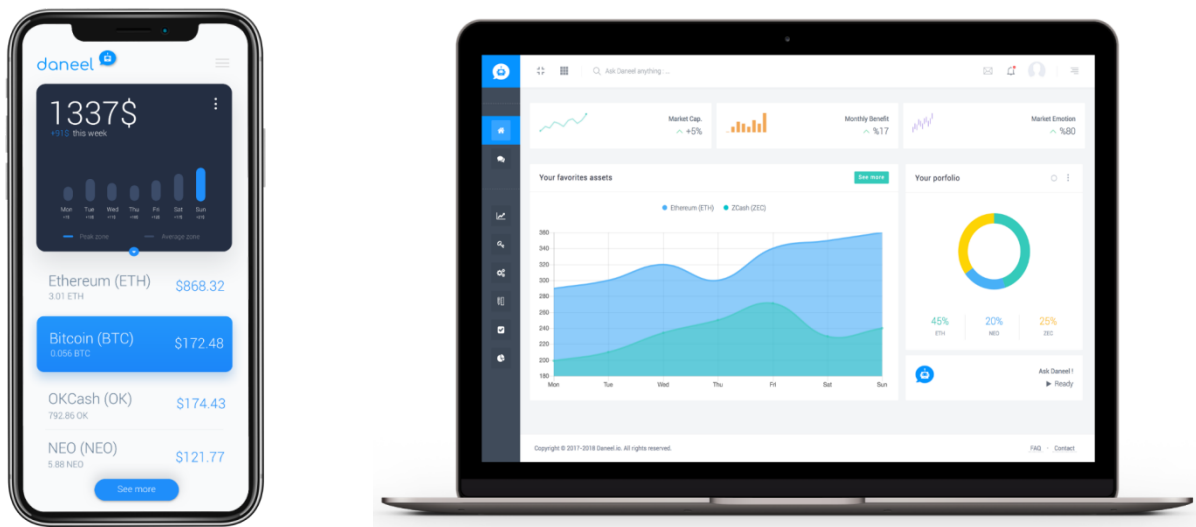 daneel
1337$
+91$ this week
Mon Tue Wed Thu Fri Sat Sun
Peak zone Average zone
Ethereum (ETH) $868.32
3.01 ETH
Bitcoin (BTC) $172.48
0.056 BTC
OKCash (OK) $174.43
792.86 OK
NEO (NEO) $121.77
5.88 NEO
See more
Ask Daneel anything : ...
Market Cap.
+5%
Monthly Benefit
%17
Market Emotion
%80
Your favorites assets See more
Ethereum (ETH) ZCash (ZEC)
360
340
320
300
280
260
240
220
200
180
Mon Tue Wed Thu Fri Sat Sun
Your porfolio
45% 20% 25%
ETH NEO ZEC
Ask Daneel !
Ready
Copyright © 2017-2018 Daneel.io. All rights reserved. FAQ Contact